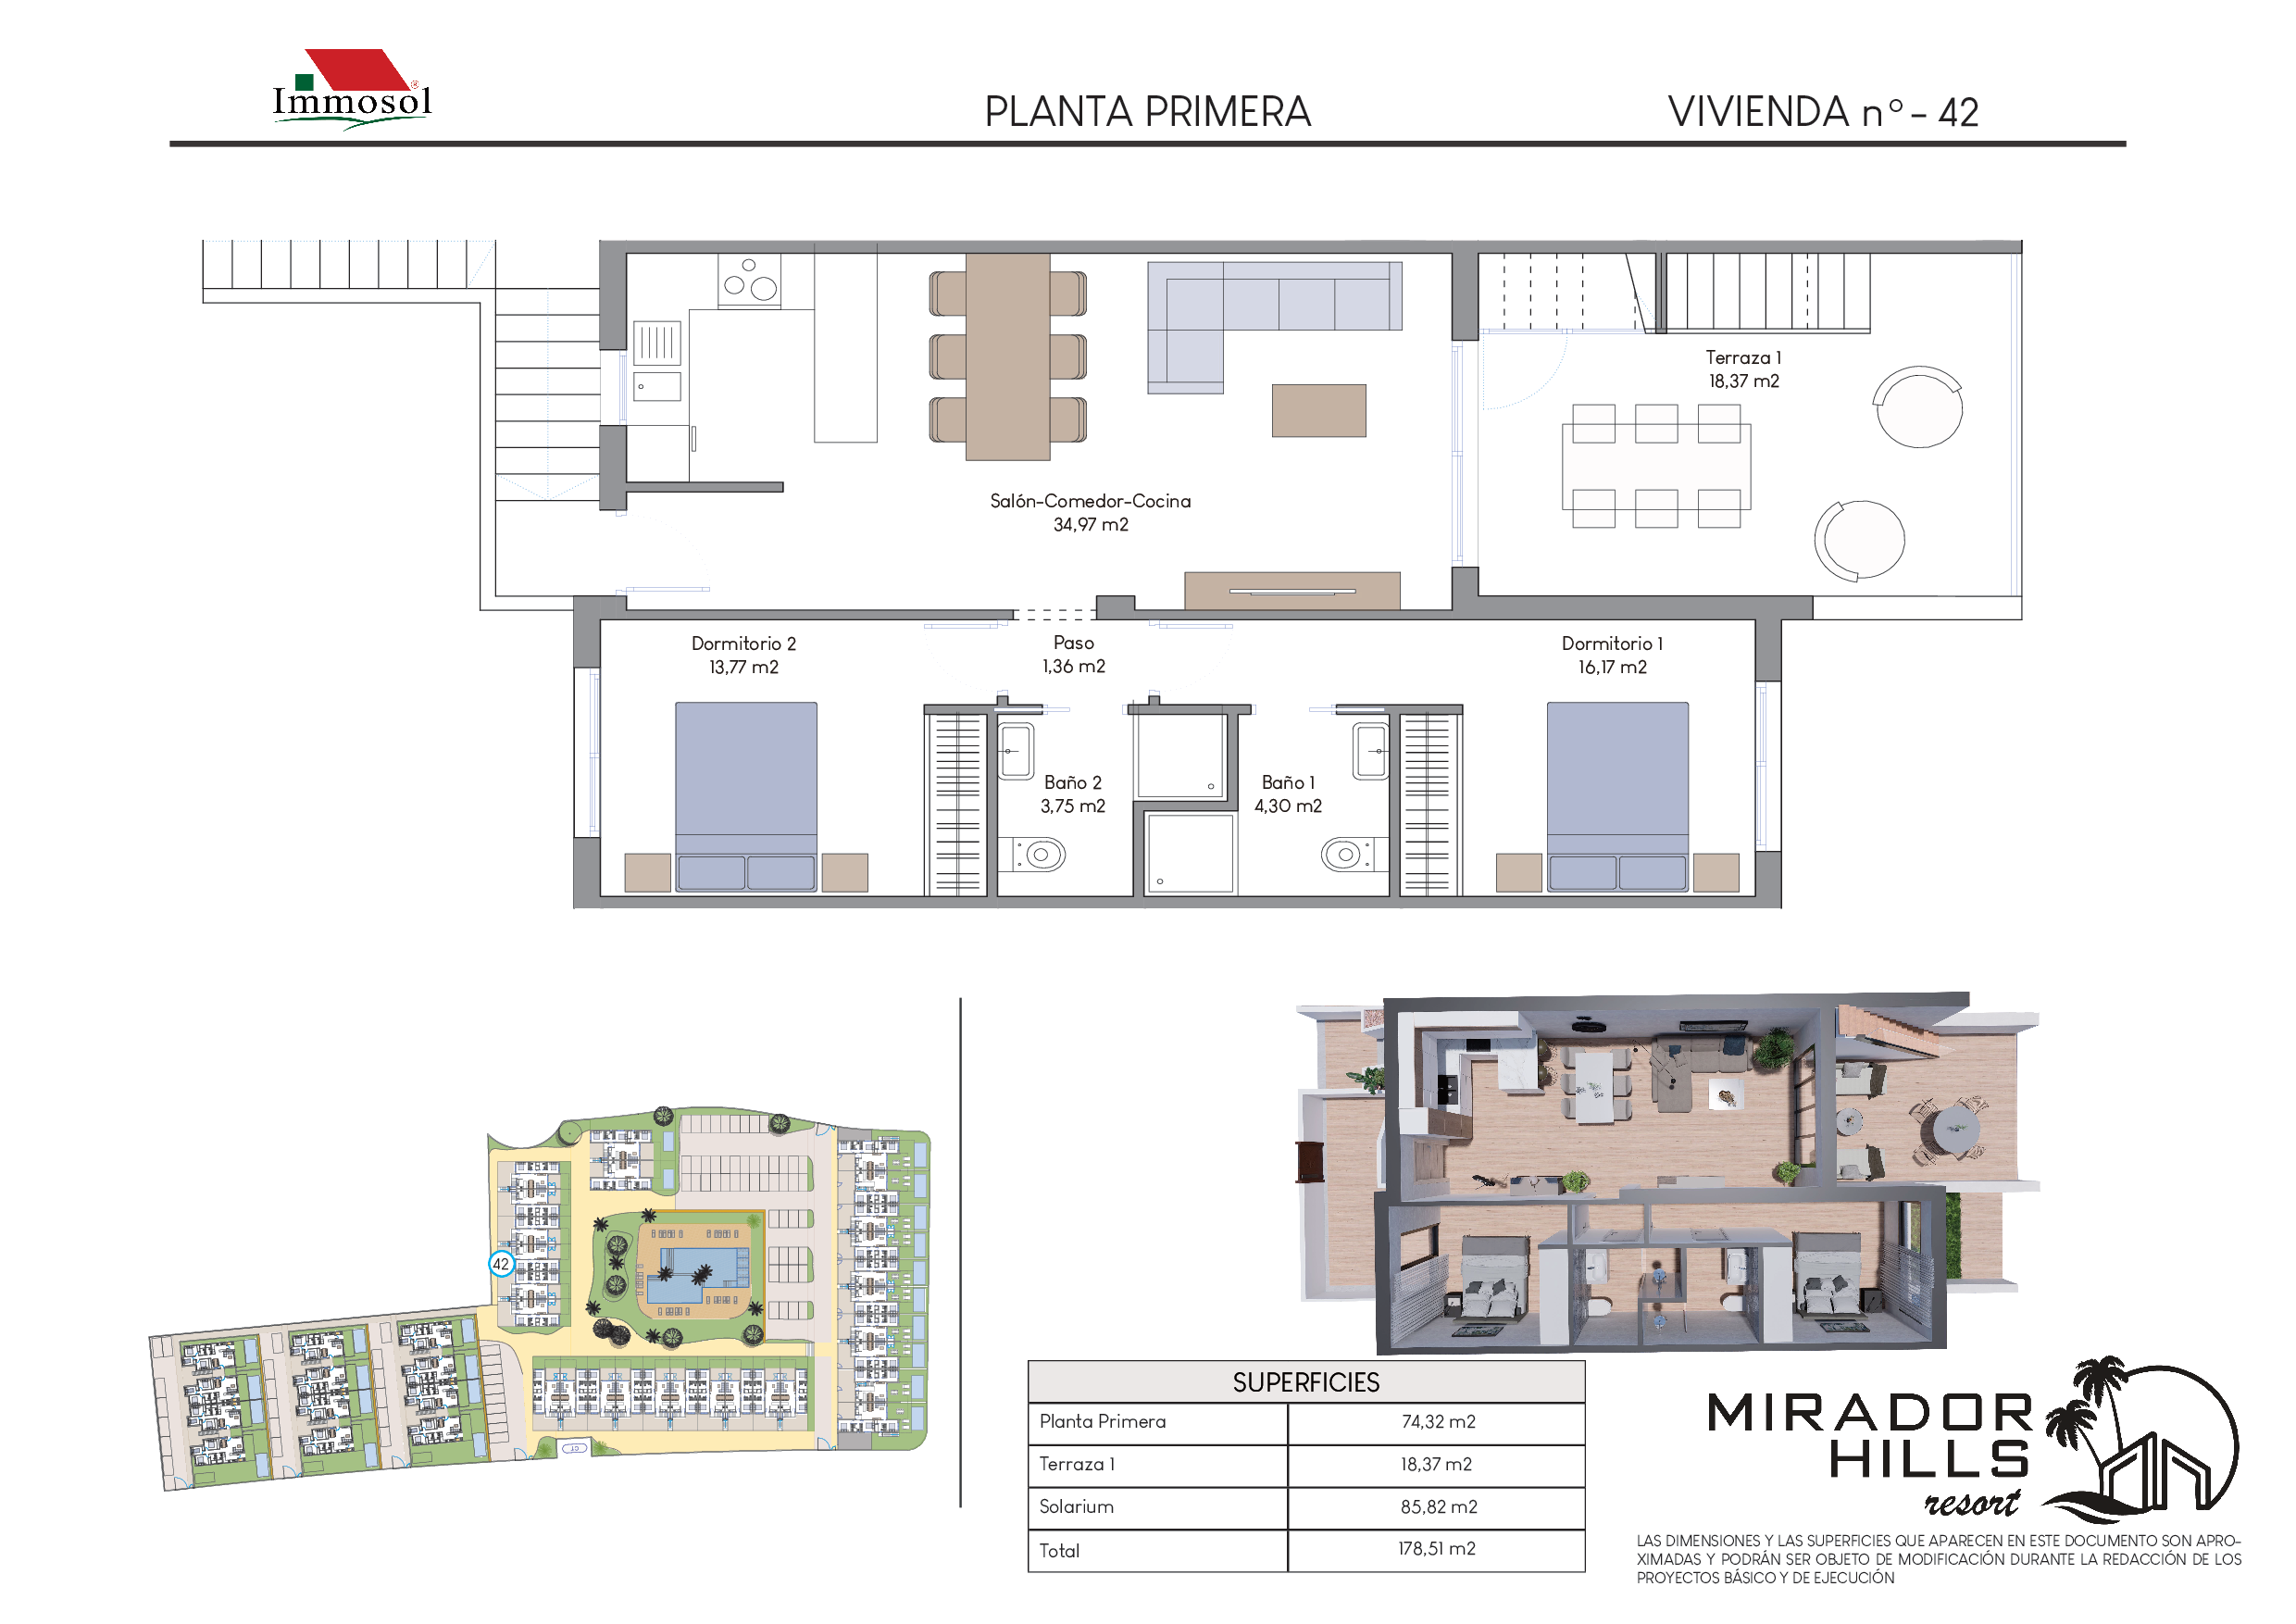 Immosol
PLANTA PRIMERA
VIVIENDA nº - 42
Terraza 1
18,37 m2
Salón-Comedor-Cocina
34,97 m2
Dormitorio 2
13,77 m2
Paso
1,36 m2
Dormitorio 1
16,17 m2
Baño 2
3,75 m2
Baño 1
4,30 m2
42
CT
SUPERFICIES
Planta Primera
74,32 m2
Terraza 1
18,37 m2
Solarium
85,82 m2
Total
178,51 m2
MIRADOR
HILLS
resort
LAS DIMENSIONES Y LAS SUPERFICIES QUE APARECEN EN ESTE DOCUMENTO SON APRO-
XIMADAS Y PODRÁN SER OBJETO DE MODIFICACIÓN DURANTE LA REDACCIÓN DE LOS
PROYECTOS BÁSICO Y DE EJECUCIÓN